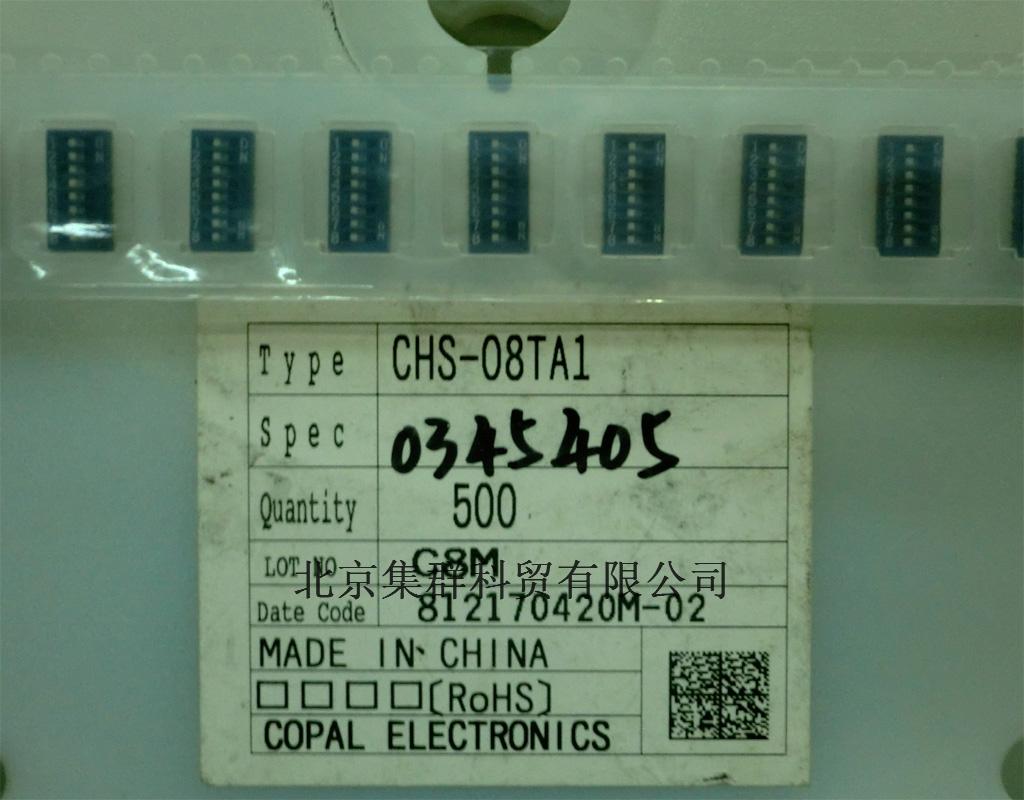 Type CHS-08TA1
Spec 0345405
Quantity 500
LOT NO G8M
北京集群科贸有限公司
Date Code 812170420M-02
MADE IN CHINA
□□□□(RoHS)
COPAL ELECTRONICS